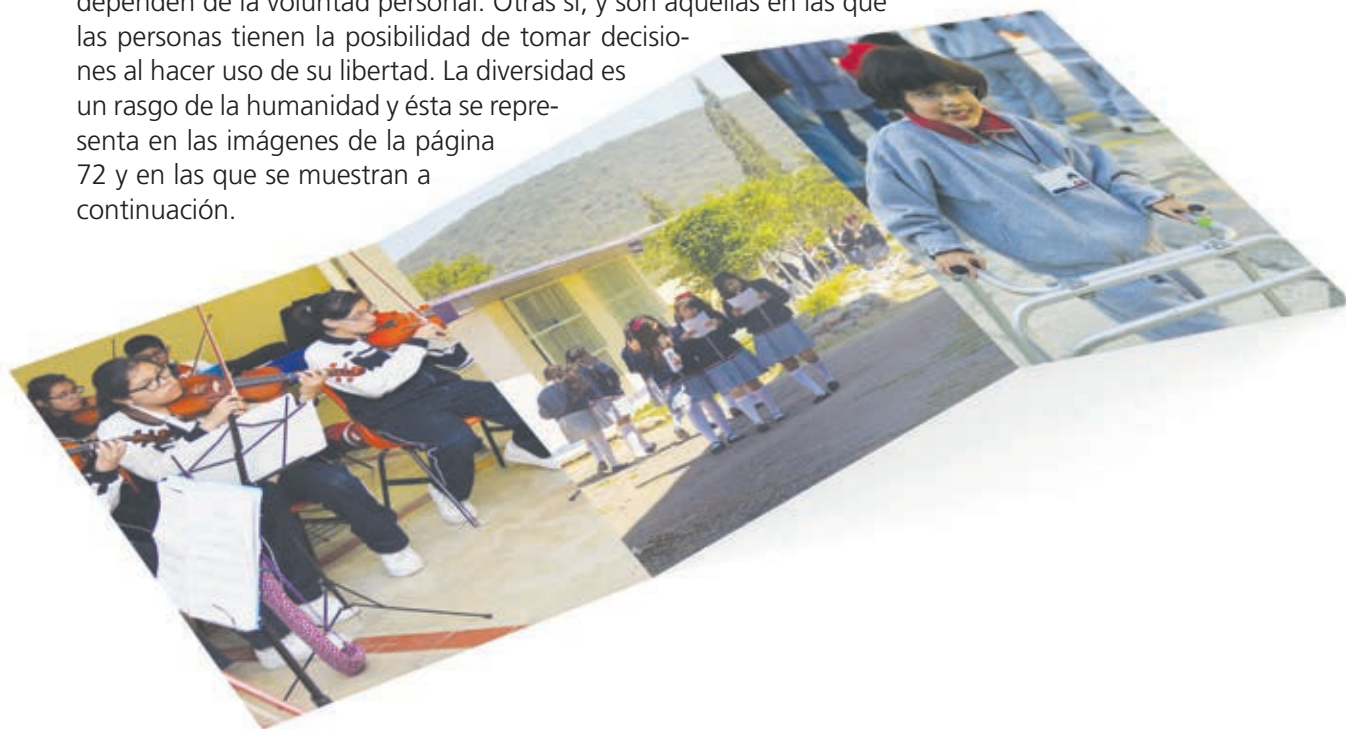 dependen de la voluntad personal. Otras sí, y son aquellas en las que
las personas tienen la posibilidad de tomar decisio-
nes al hacer uso de su libertad. La diversidad es
un rasgo de la humanidad y ésta se repre-
senta en las imágenes de la página
72 y en las que se muestran a
continuación.